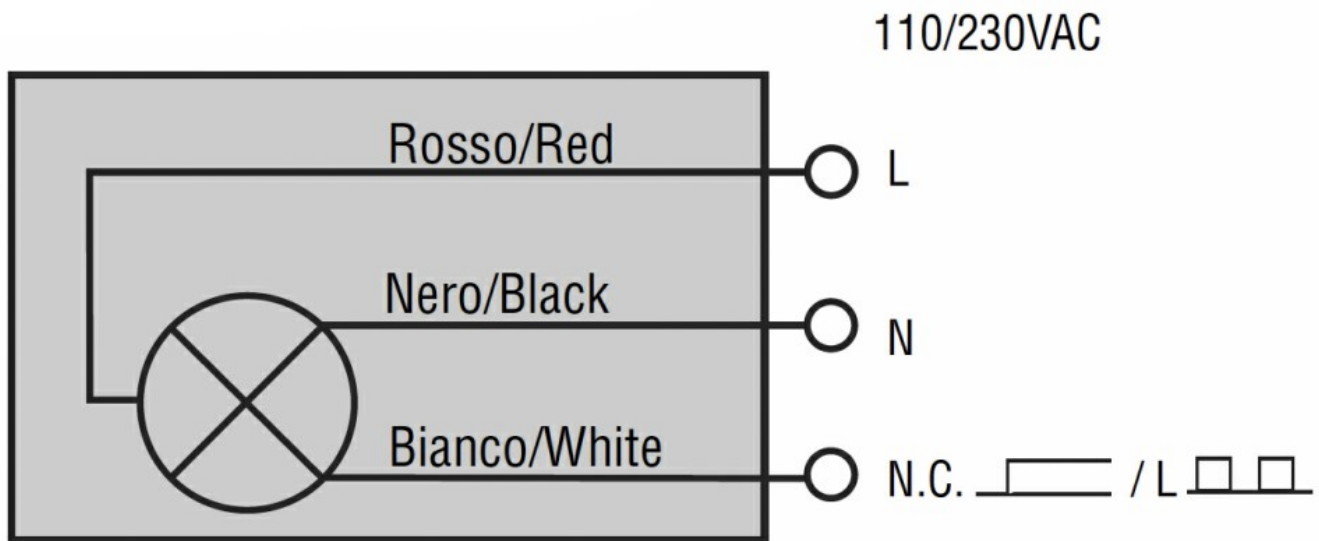 110/230VAC
Rosso/Red
L
Nero/Black
N
Bianco/White
N.C. / L